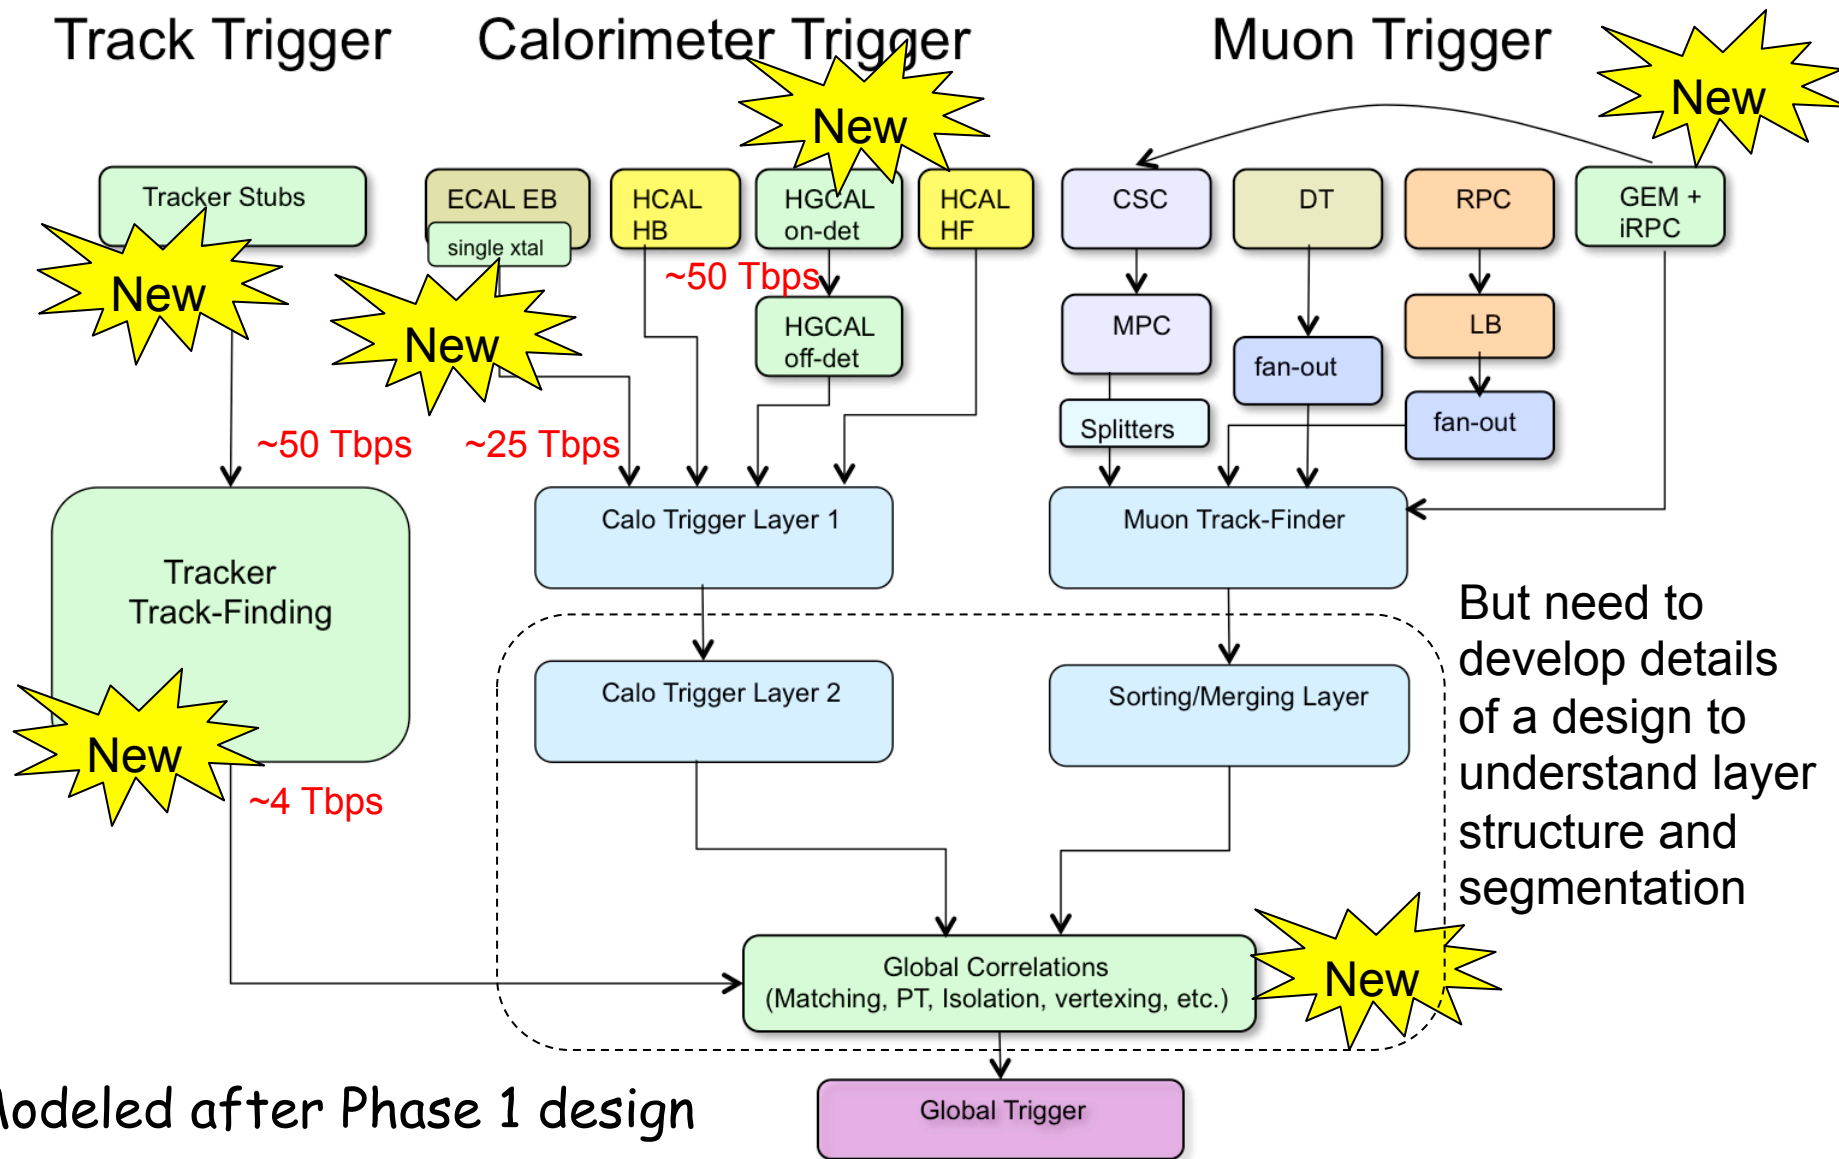 Track Trigger
Calorimeter Trigger
Muon Trigger
New
New
Tracker Stubs
ECAL EB
single xtal
HCAL
HB
HGCAL
on-det
HCAL
HF
CSC
DT
RPC
GEM +
iRPC
New
New
~50 Tbps
HGCAL
off-det
MPC
LB
fan-out
Splitters
fan-out
~50 Tbps
~25 Tbps
Calo Trigger Layer 1
Muon Track-Finder
Tracker
Track-Finding
But need to
develop details
of a design to
understand layer
structure and
segmentation
Calo Trigger Layer 2
Sorting/Merging Layer
New
~4 Tbps
Global Correlations
(Matching, PT, Isolation, vertexing, etc.)
New
Global Trigger
after Phase 1 design